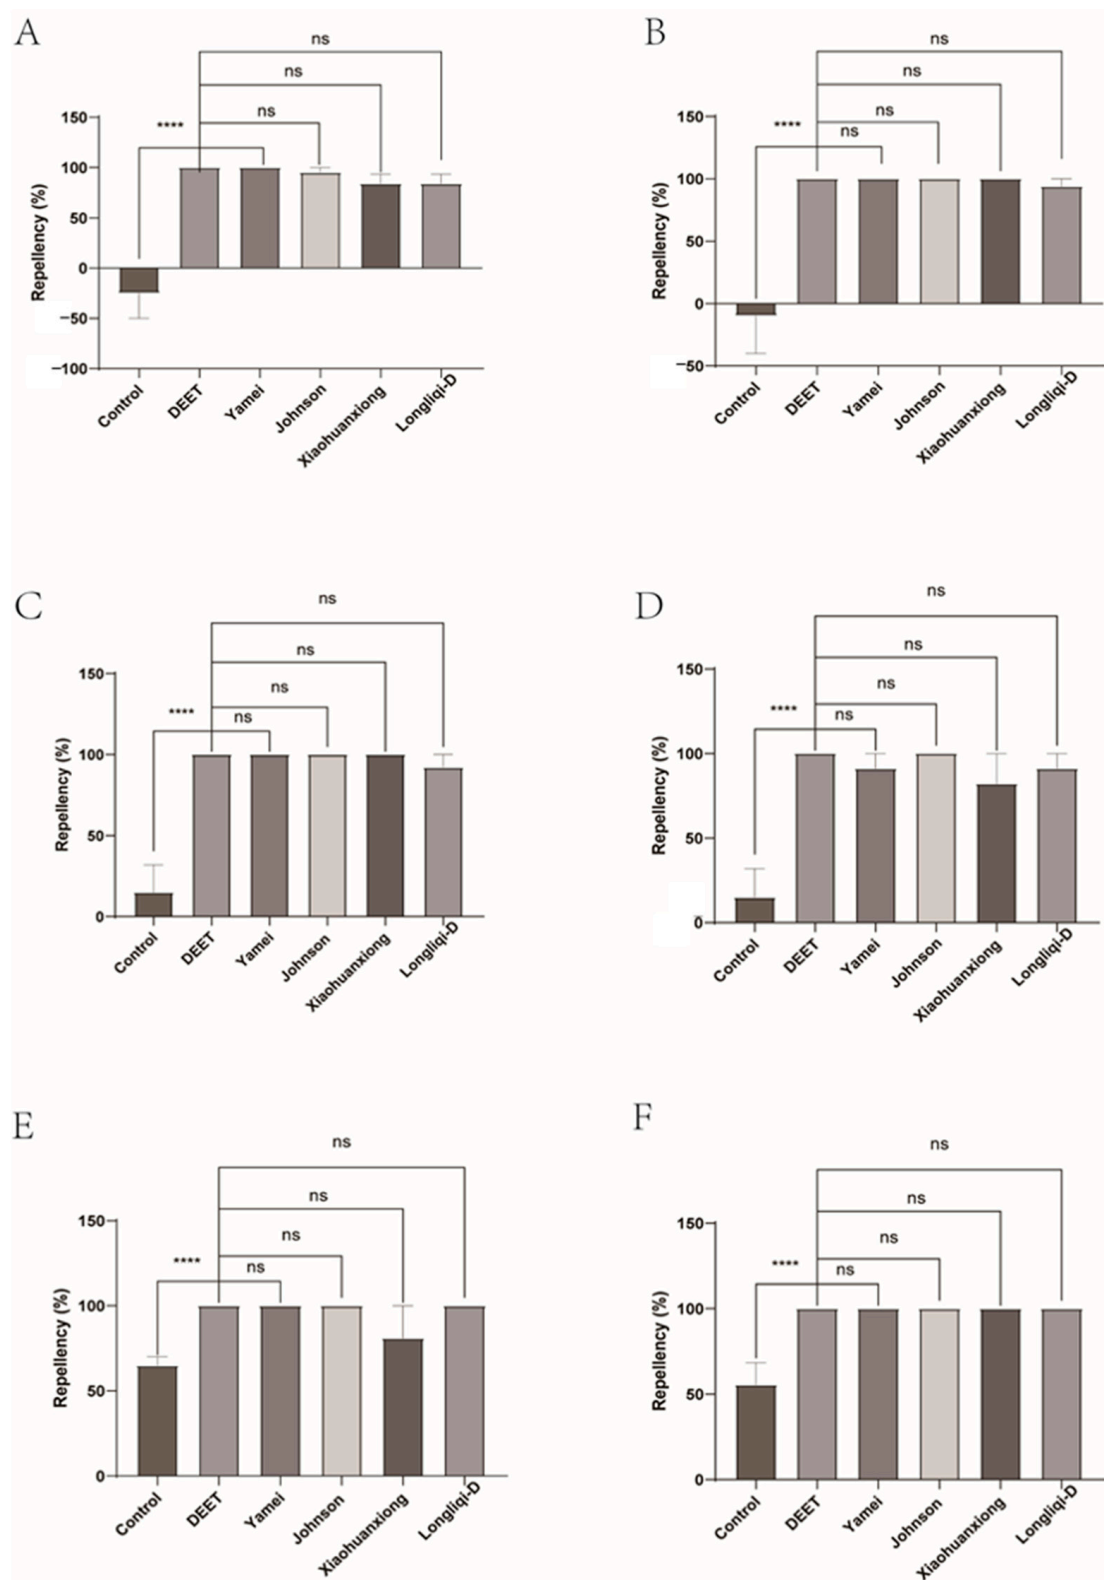 A
ns
ns
ns
****
150
100
50
0
−50
−100
Repellency (%)
Control
DEET
Yamei
Johnson
Xiaohuanxiong
Longliqi-D
B
ns
ns
ns
****
ns
150
100
50
0
−50
Repellency (%)
Control
DEET
Yamei
Johnson
Xiaohuanxiong
Longliqi-D
C
ns
ns
ns
****
ns
150
100
50
0
Repellency (%)
Control
DEET
Yamei
Johnson
Xiaohuanxiong
Longliqi-D
D
ns
ns
ns
****
ns
150
100
50
0
Repellency (%)
Control
DEET
Yamei
Johnson
Xiaohuanxiong
Longliqi-D
E
ns
ns
ns
****
ns
150
100
50
0
Repellency (%)
Control
DEET
Yamei
Johnson
Xiaohuanxiong
Longliqi-D
F
ns
ns
ns
****
ns
150
100
50
0
Repellency (%)
Control
DEET
Yamei
Johnson
Xiaohuanxiong
Longliqi-D